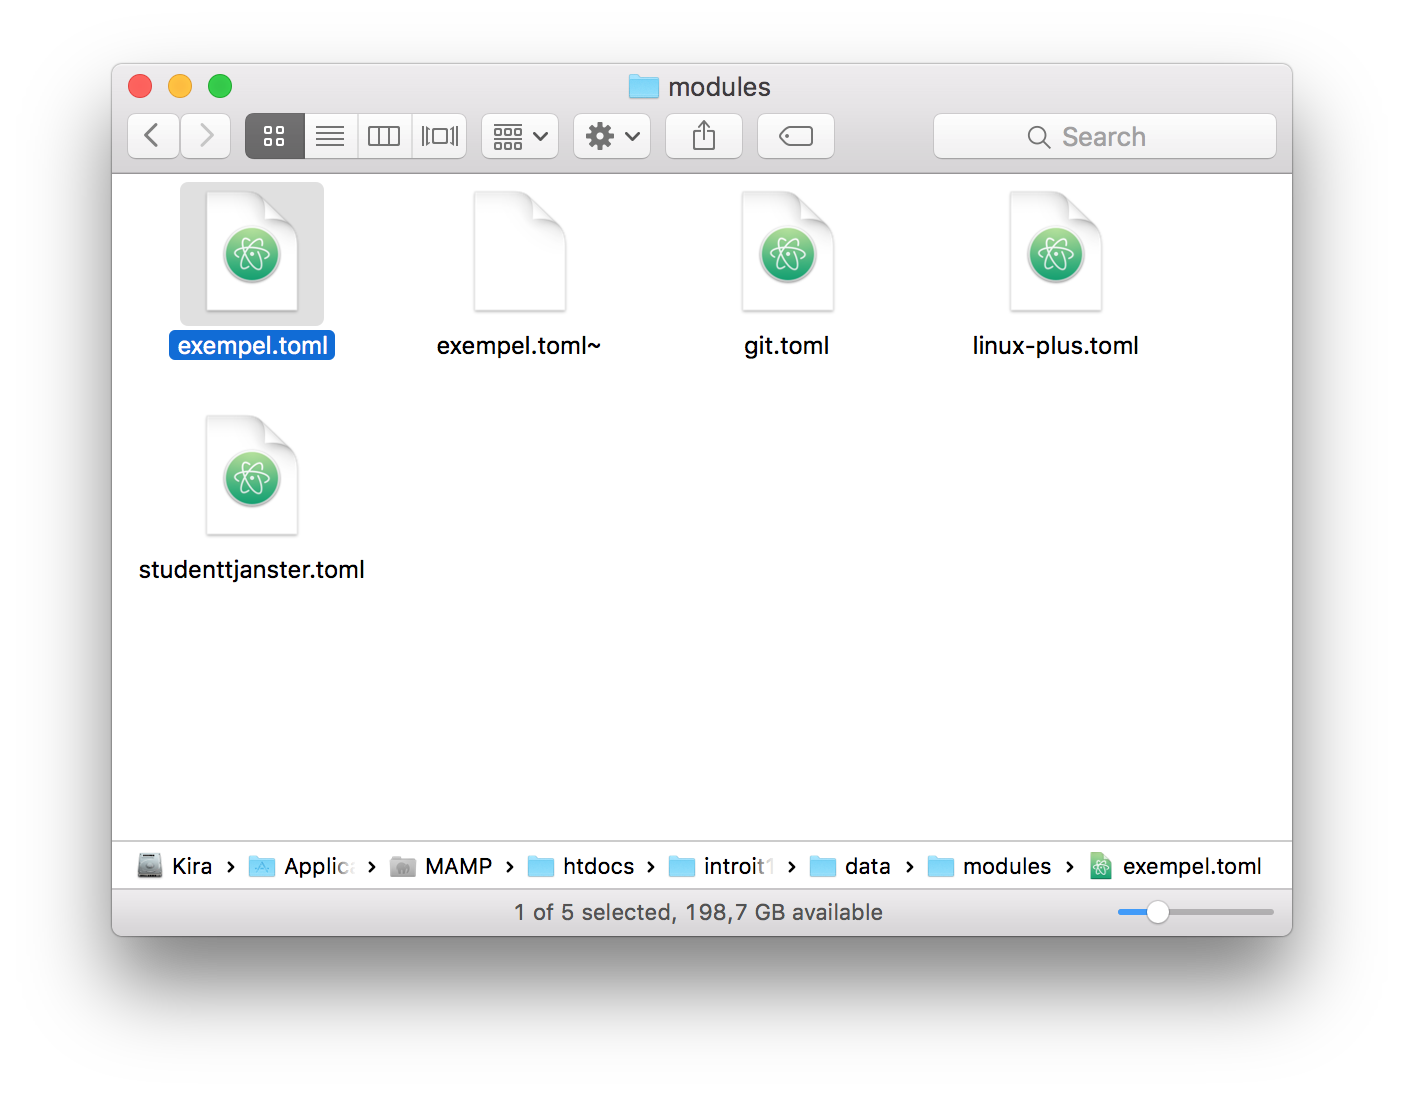 modules
Search
exempel.toml
exempel.toml~
git.toml
linux-plus.toml
studenttjanster.toml
Kira › Applica › MAMP › htdocs › introit1 › data › modules › exempel.toml
1 of 5 selected, 198,7 GB available